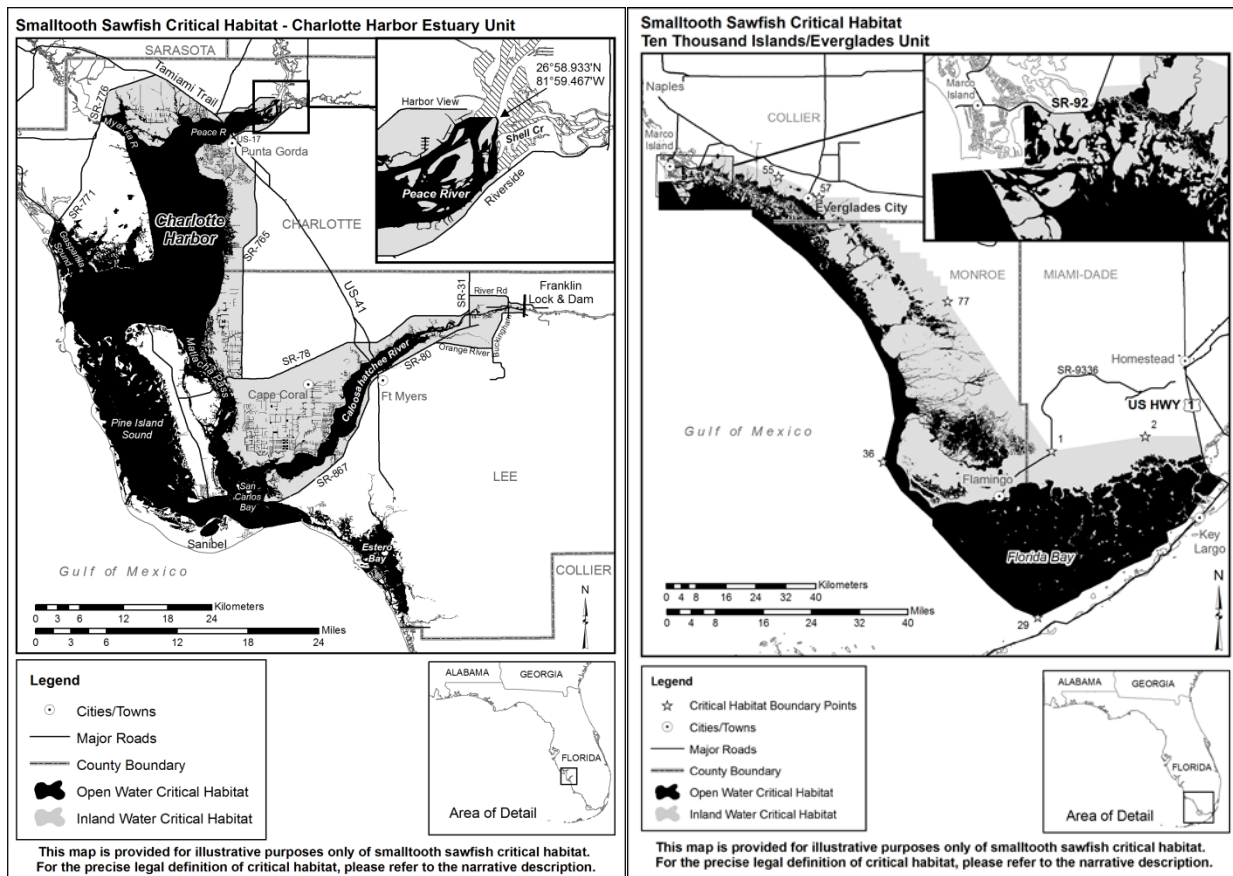 Smalltooth Sawfish Critical Habitat - Charlotte Harbor Estuary Unit
SARASOTA
Tamiami Trail
SR-776
Myakka R
Peace R
US-17
Punta Gorda
26°58.933'N
81°59.467'W
Harbor View
Shell Cr
Peace River
Riverside
SR-771
Charlotte
Harbor
CHARLOTTE
Gasparilla
Sound
SR-765
US-41
SR-31
River Rd
Franklin
Lock & Dam
Buckingham
Orange River
SR-78
SR-80
Matlacha Pass
Caloosahatchee River
Cape Coral
Ft Myers
Pine Island
Sound
LEE
SR-867
San
Carlos
Bay
Sanibel
Estero
Bay
Gulf of Mexico
COLLIER
N
0 3 6 12 18 24
Kilometers
0 3 6 12 18 24
Miles
Legend
Cities/Towns
Major Roads
County Boundary
Open Water Critical Habitat
Inland Water Critical Habitat
ALABAMA
GEORGIA
FLORIDA
Area of Detail
This map is provided for illustrative purposes only of smalltooth sawfish critical habitat.
For the precise legal definition of critical habitat, please refer to the narrative description.
Smalltooth Sawfish Critical Habitat
Ten Thousand Islands/Everglades Unit
Naples
COLLIER
Marco
Island
Marco
Island
SR-92
55
57
Everglades City
MONROE
MIAMI-DADE
77
Homestead
SR-9336
US HWY 1
Gulf of Mexico
1
2
36
Flamingo
Florida Bay
Key
Largo
29
N
0 4 8 16 24 32 40
Kilometers
0 4 8 16 24 32 40
Miles
Legend
Critical Habitat Boundary Points
Cities/Towns
Major Roads
County Boundary
Open Water Critical Habitat
Inland Water Critical Habitat
ALABAMA
GEORGIA
FLORIDA
Area of Detail
This map is provided for illustrative purposes only of smalltooth sawfish critical habitat.
For the precise legal definition of critical habitat, please refer to the narrative description.